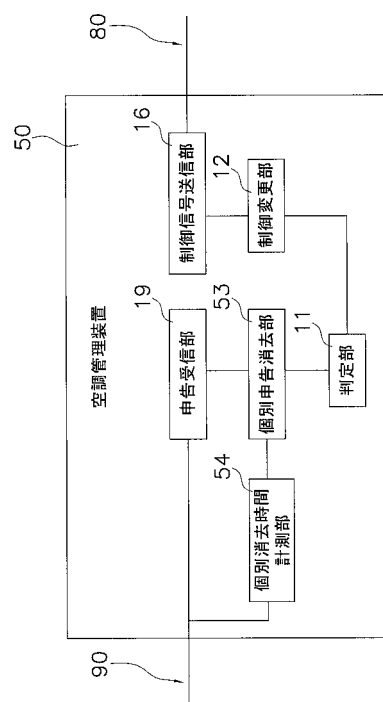 50
80
空調管理装置
19
申告受信部
16
制御信号送信部
53
個別申告消去部
12
制御変更部
54
個別消去時間
計測部
11
判定部
90